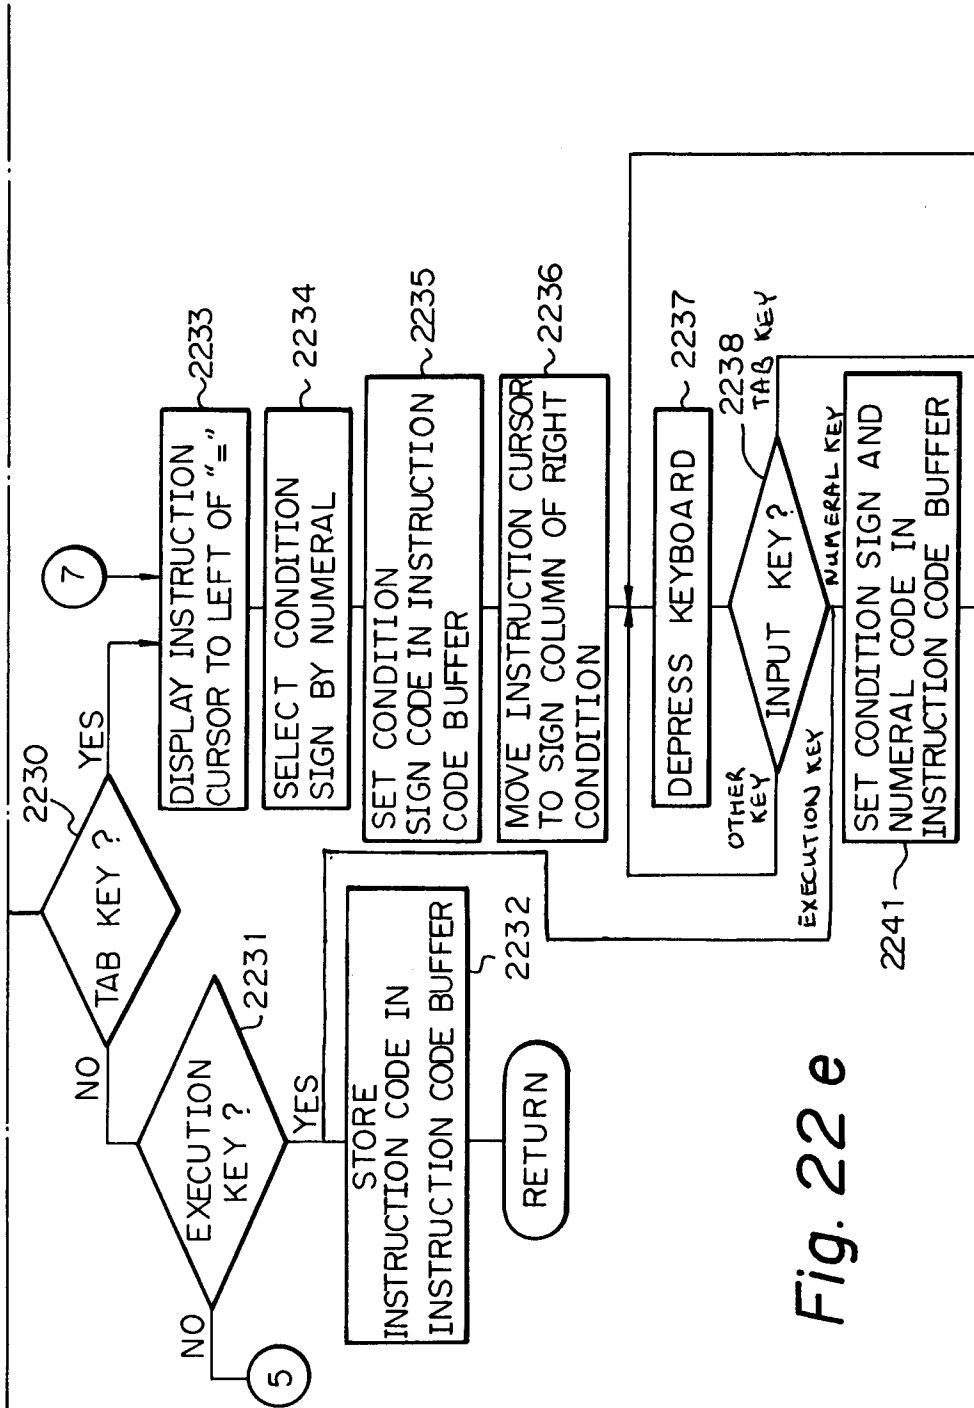 2230
TAB KEY ?
YES
NO
7
EXECUTION
KEY ?
2231
YES
NO
5
STORE
INSTRUCTION CODE IN
INSTRUCTION CODE BUFFER
2232
RETURN
DISPLAY INSTRUCTION
CURSOR TO LEFT OF "="
2233
SELECT CONDITION
SIGN BY NUMERAL
2234
SET CONDITION
SIGN CODE IN INSTRUCTION
CODE BUFFER
2235
MOVE INSTRUCTION CURSOR
TO SIGN COLUMN OF RIGHT
CONDITION
2236
DEPRESS KEYBOARD
2237
INPUT KEY ?
2238
TAB KEY
OTHER
KEY
NUMERAL KEY
EXECUTION KEY
SET CONDITION SIGN AND
NUMERAL CODE IN
INSTRUCTION CODE BUFFER
2241
Fig. 22 e